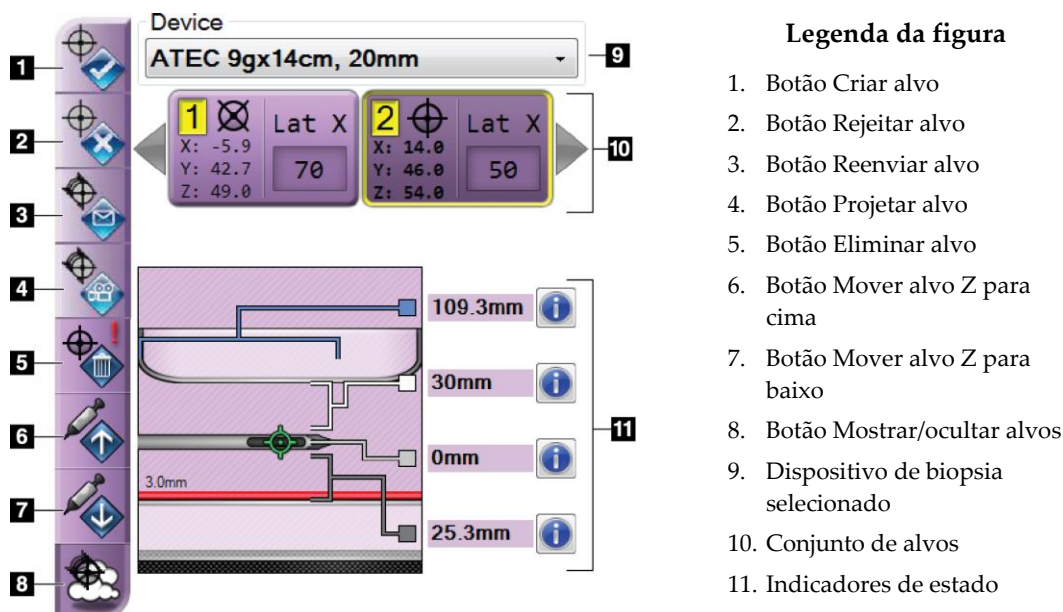 Device
ATEC 9gx14cm, 20mm
1
2
3
4
5
6
7
8
9
10
11
1 Lat X
X: -5.9
Y: 42.7
Z: 49.0
70
2 Lat X
X: 14.0
Y: 46.0
Z: 54.0
50
109.3mm
30mm
0mm
3.0mm
25.3mm
!
Legenda da figura
1. Botão Criar alvo
2. Botão Rejeitar alvo
3. Botão Reenviar alvo
4. Botão Projetar alvo
5. Botão Eliminar alvo
6. Botão Mover alvo Z para
cima
7. Botão Mover alvo Z para
baixo
8. Botão Mostrar/ocultar alvos
9. Dispositivo de biopsia
selecionado
10. Conjunto de alvos
11. Indicadores de estado